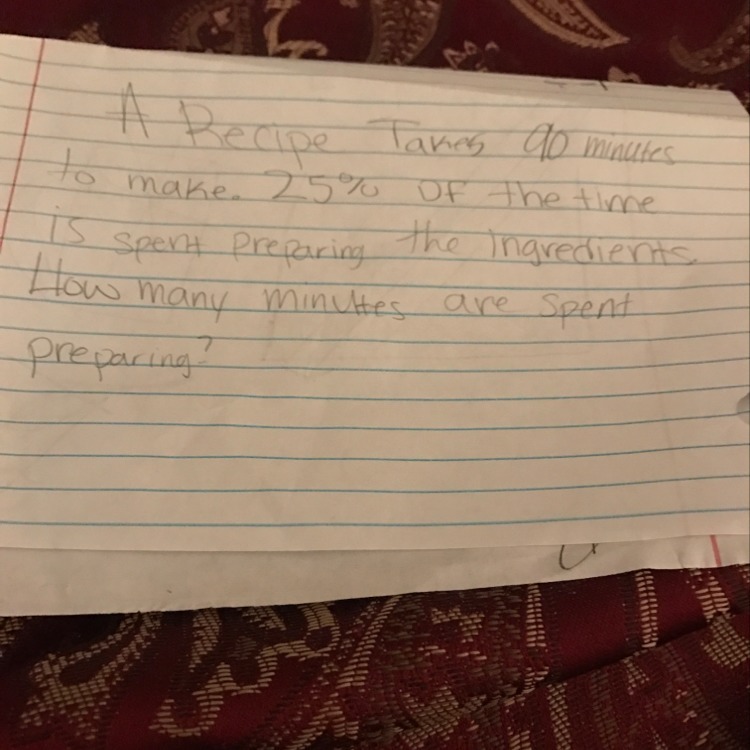 A Recipe Takes 90 minutes
to make. 25% of the time
is spent preparing the ingredients.
How many minutes are spent
preparing?